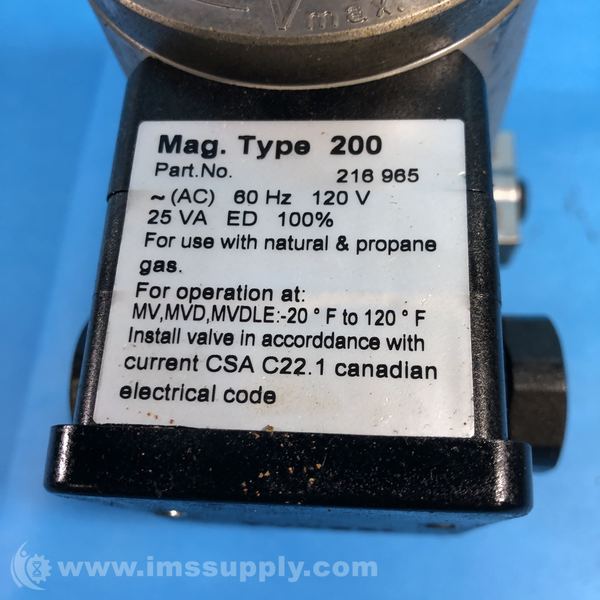 V max.
Mag. Type 200
Part.No. 216 965
~ (AC) 60 Hz 120 V
25 VA ED 100%
For use with natural & propane
gas.
For operation at:
MV,MVD,MVDLE:-20 ° F to 120 ° F
Install valve in accorddance with
current CSA C22.1 canadian
electrical code
www.imssupply.com